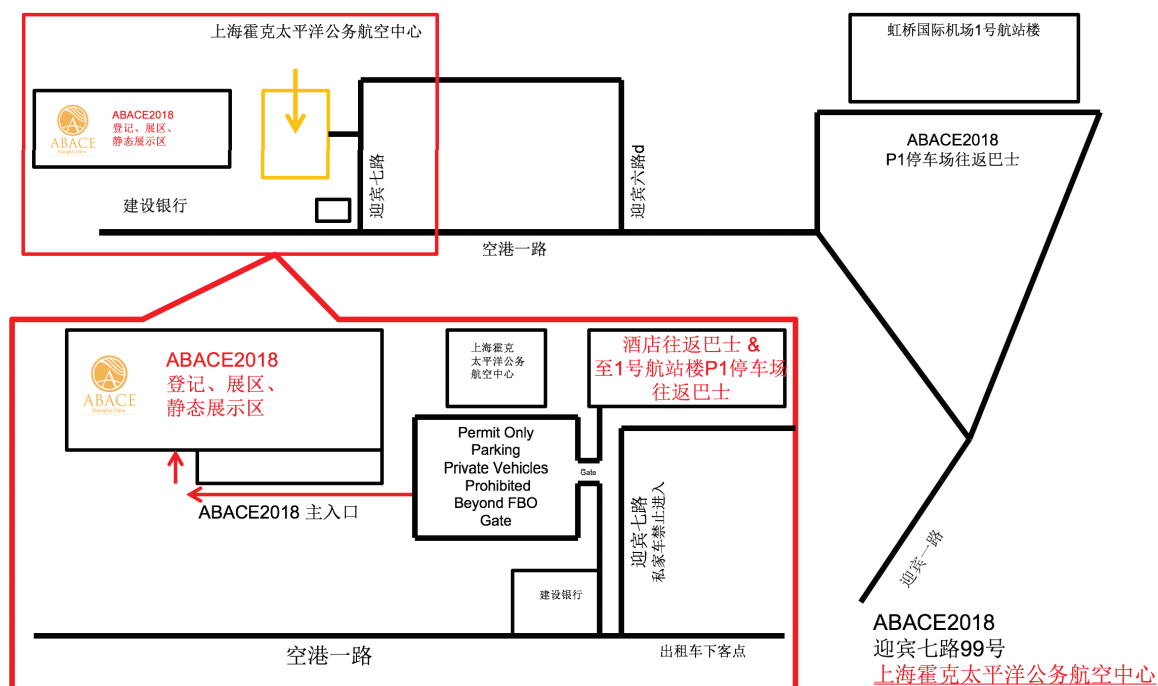 上海霍克太平洋公务航空中心
虹桥国际机场1号航站楼
ABACE
Shanghai China
ABACE2018
登记、展区、
静态展示区
ABACE2018
P1停车场往返巴士
迎宾七路
迎宾六路d
建设银行
空港一路
ABACE
Shanghai China
ABACE2018
登记、展区、
静态展示区
上海霍克
太平洋公务
航空中心
酒店往返巴士 &
至1号航站楼P1停车场
往返巴士
Permit Only
Parking
Private Vehicles
Prohibited
Beyond FBO
Gate
Gate
ABACE2018 主入口
迎宾七路
私家车禁止进入
建设银行
空港一路
出租车下客点
迎宾一路
ABACE2018
迎宾七路99号
上海霍克太平洋公务航空中心